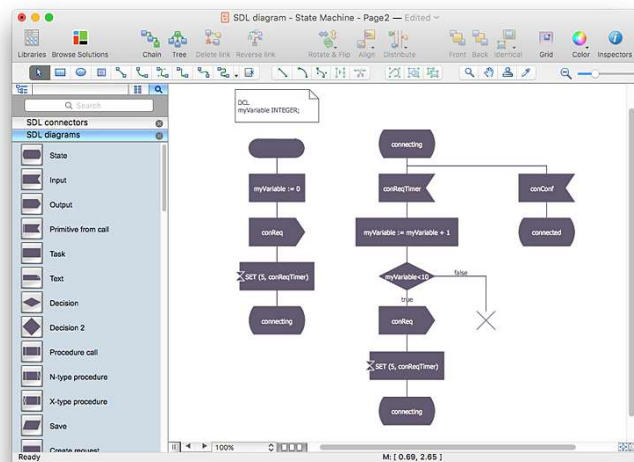 SDL diagram - State Machine - Page2 — Edited
Libraries Browse Solutions Chain Tree Delete link Reverse link Rotate & Flip Align Distribute Front Back Identical Grid Color Inspectors
Search
SDL connectors
SDL diagrams
State
Input
Output
Primitive from call
Task
Text
Decision
Decision 2
Procedure call
N-type procedure
X-type procedure
Save
Create request
DCL
myVariable INTEGER;
myVariable := 0
conReq
SET (5, conReqTimer)
connecting
connecting
conReqTimer
myVariable := myVariable + 1
myVariable<10
false
true
conReq
SET (5, conReqTimer)
connecting
conConf
connected
100%
Ready
M: [ 0.69, 2.65 ]